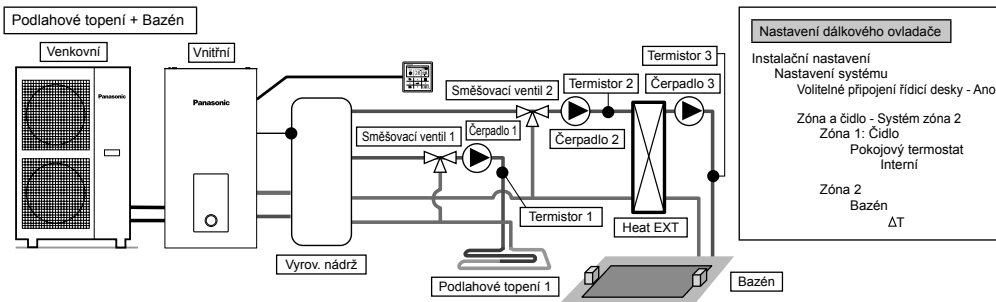 Podlahové topení + Bazén
Venkovní
Vnitřní
Panasonic
Panasonic
Směšovací ventil 2
Termistor 2
Termistor 3
Čerpadlo 3
Směšovací ventil 1
Čerpadlo 1
Čerpadlo 2
Termistor 1
Heat EXT
Vyrov. nádrž
Podlahové topení 1
Bazén
Nastavení dálkového ovladače
Instalační nastavení
Nastavení systému
Volitelné připojení řídicí desky - Ano
Zóna a čidlo - Systém zóna 2
Zóna 1: Čidlo
Pokojový termostat
Interní
Zóna 2
Bazén
ΔT